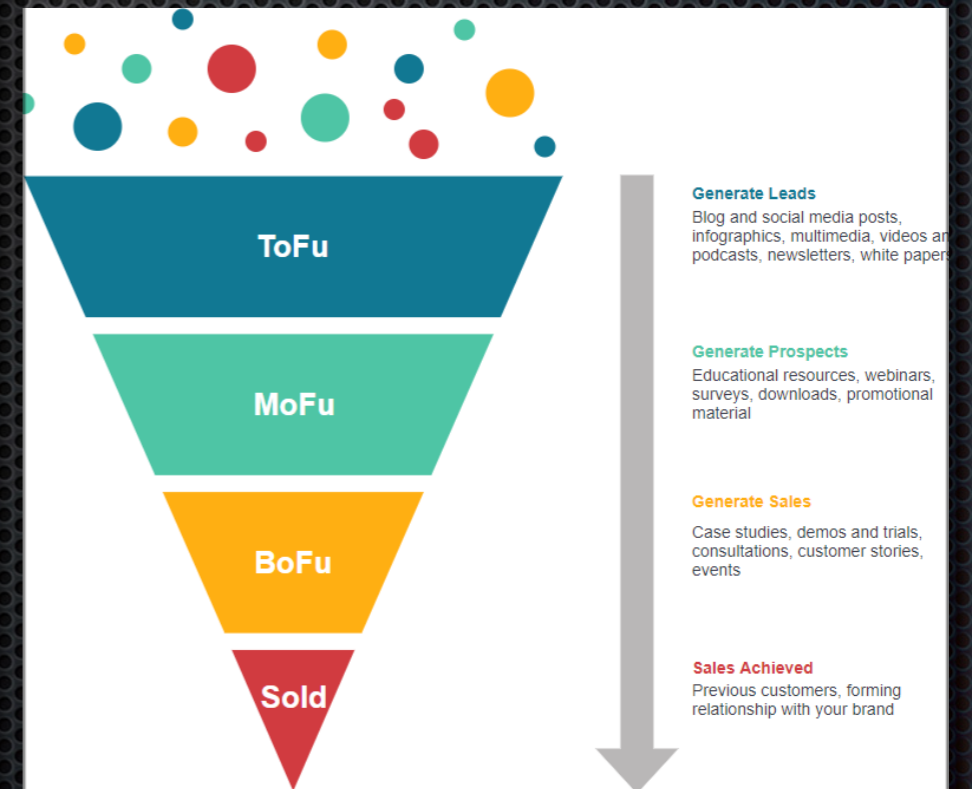 ToFu
Generate Leads
Blog and social media posts,
infographics, multimedia, videos an
podcasts, newsletters, white papers
MoFu
Generate Prospects
Educational resources, webinars,
surveys, downloads, promotional
material
BoFu
Generate Sales
Case studies, demos and trials,
consultations, customer stories,
events
Sold
Sales Achieved
Previous customers, forming
relationship with your brand